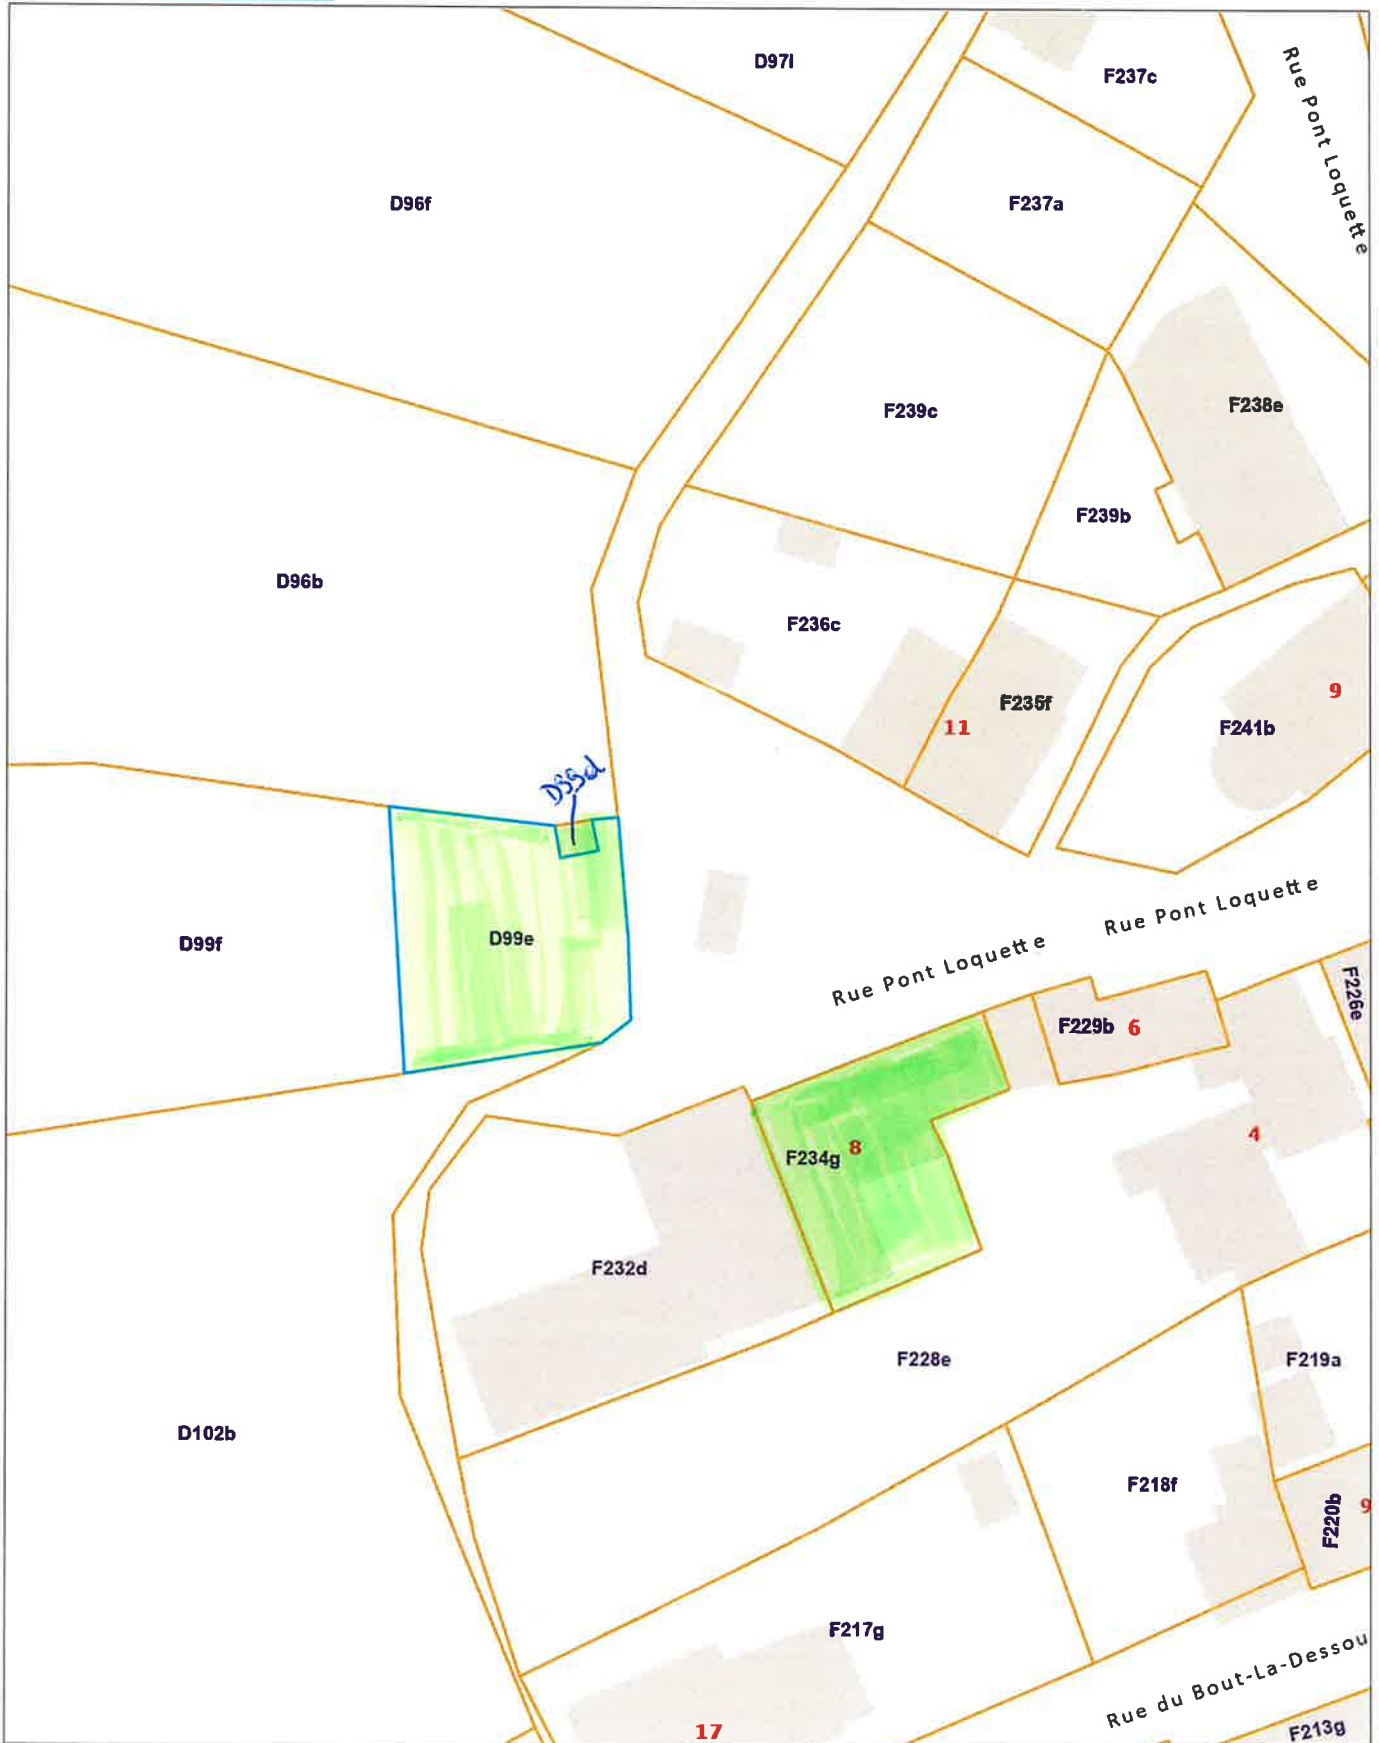 D97l
F237c
Rue Pont Loquette
D96f
F237a
F239c
F238e
F239b
D96b
F236c
F235f
11
9
F241b
D99d
D99f
D99e
Rue Pont Loquette
Rue Pont Loquette
F226e
F229b 6
8
4
F234g
F232d
F228e
F219a
D102b
F218f
F220b
9
F217g
Rue du Bout-La-Dessou
17
F213g